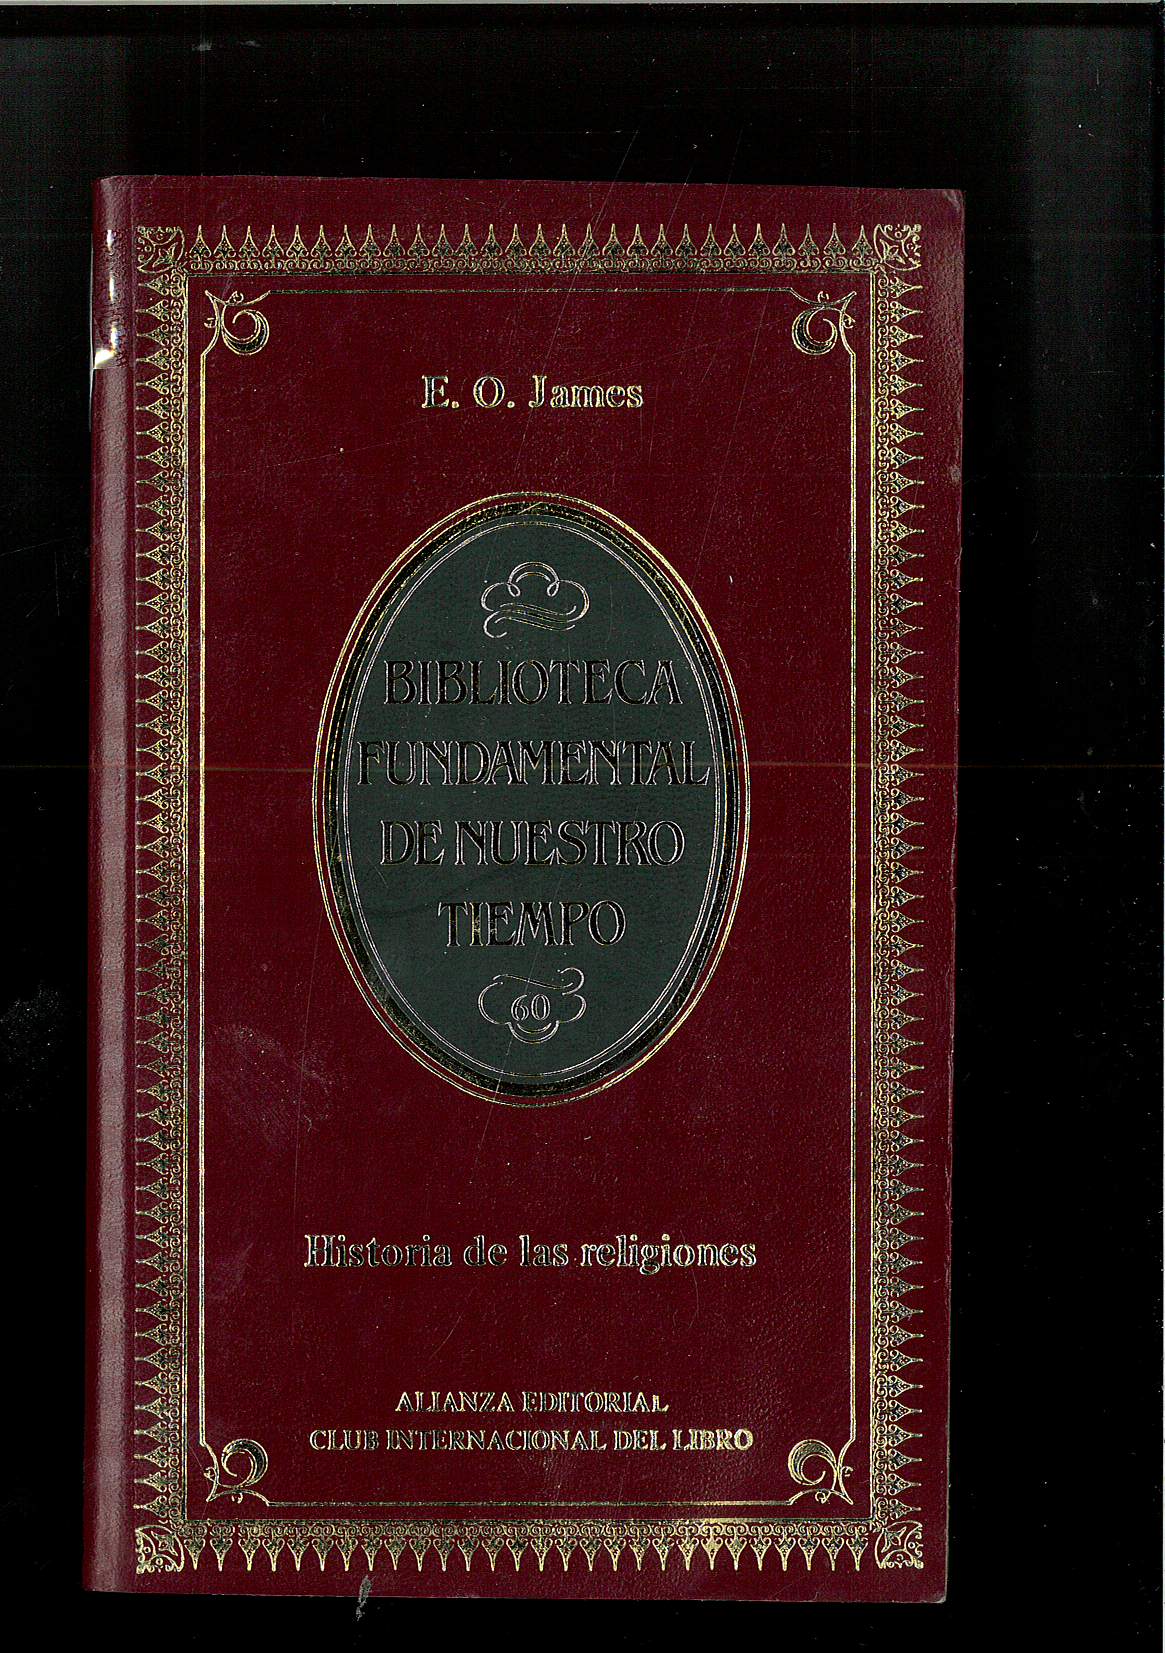 E. O. James
BIBLIOTECA
FUNDAMENTAL
DE NUESTRO
TIEMPO
60
Historia de las religiones
ALIANZA EDITORIAL
CLUB INTERNACIONAL DEL LIBRO